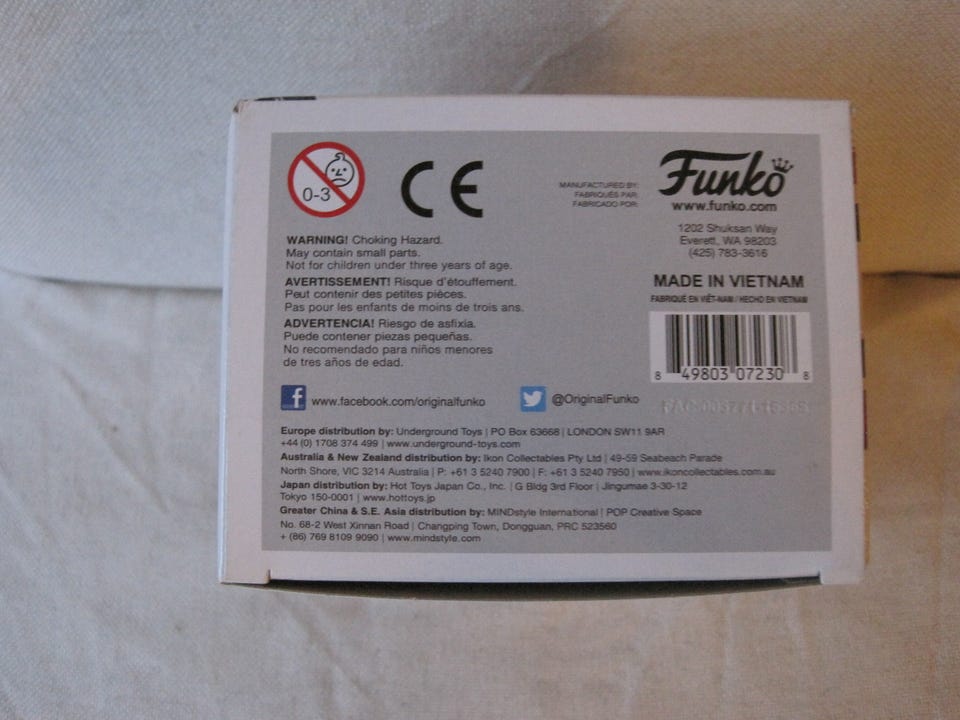 0-3
CE
MANUFACTURED BY:
FABRIQUÉS PAR:
FABRICADO POR:
Funko
www.funko.com
1202 Shuksan Way
Everett, WA 98203
(425) 783-3616
WARNING! Choking Hazard.
May contain small parts.
Not for children under three years of age.
AVERTISSEMENT! Risque d'étouffement.
Peut contenir des petites pièces.
Pas pour les enfants de moins de trois ans.
ADVERTENCIA! Riesgo de asfixia.
Puede contener piezas pequeñas.
No recomendado para niños menores
de tres años de edad.
MADE IN VIETNAM
FABRIQUÉ EN VIÊT-NAM / HECHO EN VIETNAM
8 49803 07230 8
www.facebook.com/originalfunko
@OriginalFunko
Europe distribution by: Underground Toys | PO Box 63668 | LONDON SW11 9AR
+44 (0) 1708 374 499 | www.underground-toys.com
Australia & New Zealand distribution by: Ikon Collectables Pty Ltd | 49-59 Seabeach Parade
North Shore, VIC 3214 Australia | P: +61 3 5240 7900 | F: +61 3 5240 7950 | www.ikoncollectables.com.au
Japan distribution by: Hot Toys Japan Co., Inc. | G Bldg 3rd Floor | Jingumae 3-30-12
Tokyo 150-0001 | www.hottoys.jp
Greater China & S.E. Asia distribution by: MINDstyle International | POP Creative Space
No. 68-2 West Xinnan Road | Changping Town, Dongguan, PRC 523560
+ (86) 769 8109 9090 | www.mindstyle.com